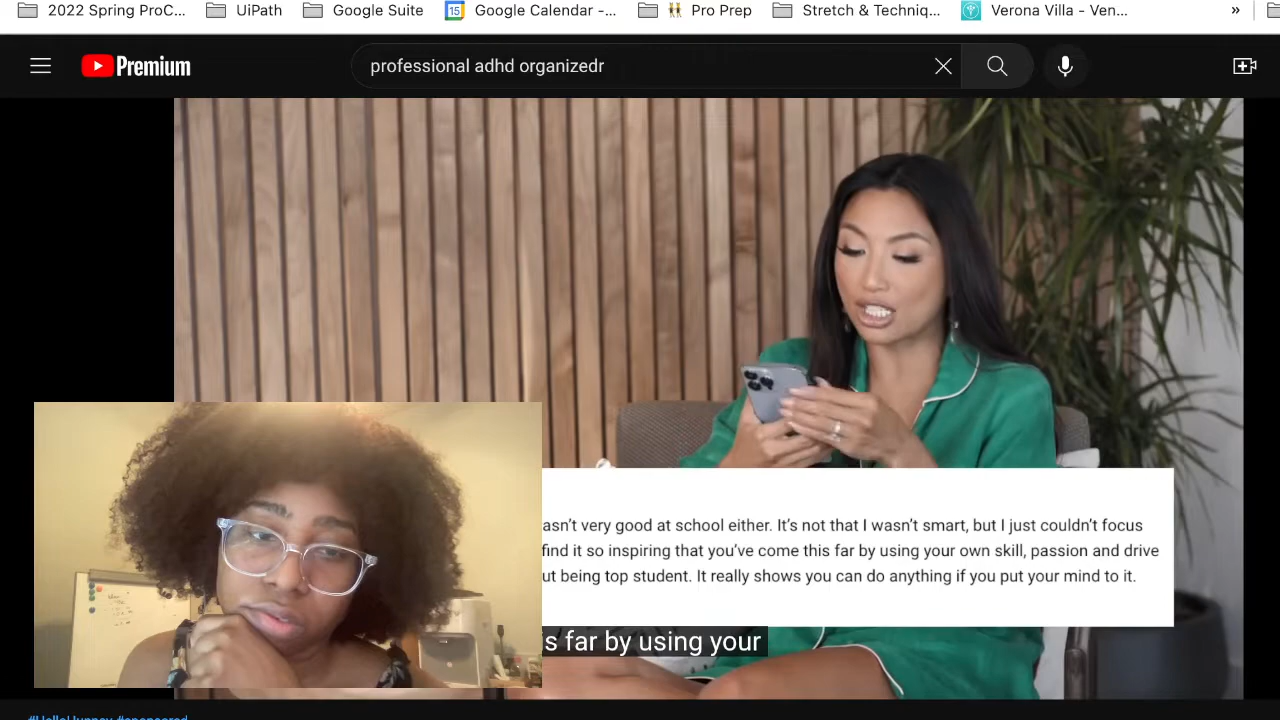 2022 Spring ProC...
UiPath
Google Suite
15
Google Calendar -...
Pro Prep
Stretch & Techniq...
Verona Villa - Ven...
»
Premium
professional adhd organizedr
asn't very good at school either. It's not that I wasn't smart, but I just couldn't focus
find it so inspiring that you've come this far by using your own skill, passion and drive
ut being top student. It really shows you can do anything if you put your mind to it.
s far by using your
#HelloHunnay #sponsored